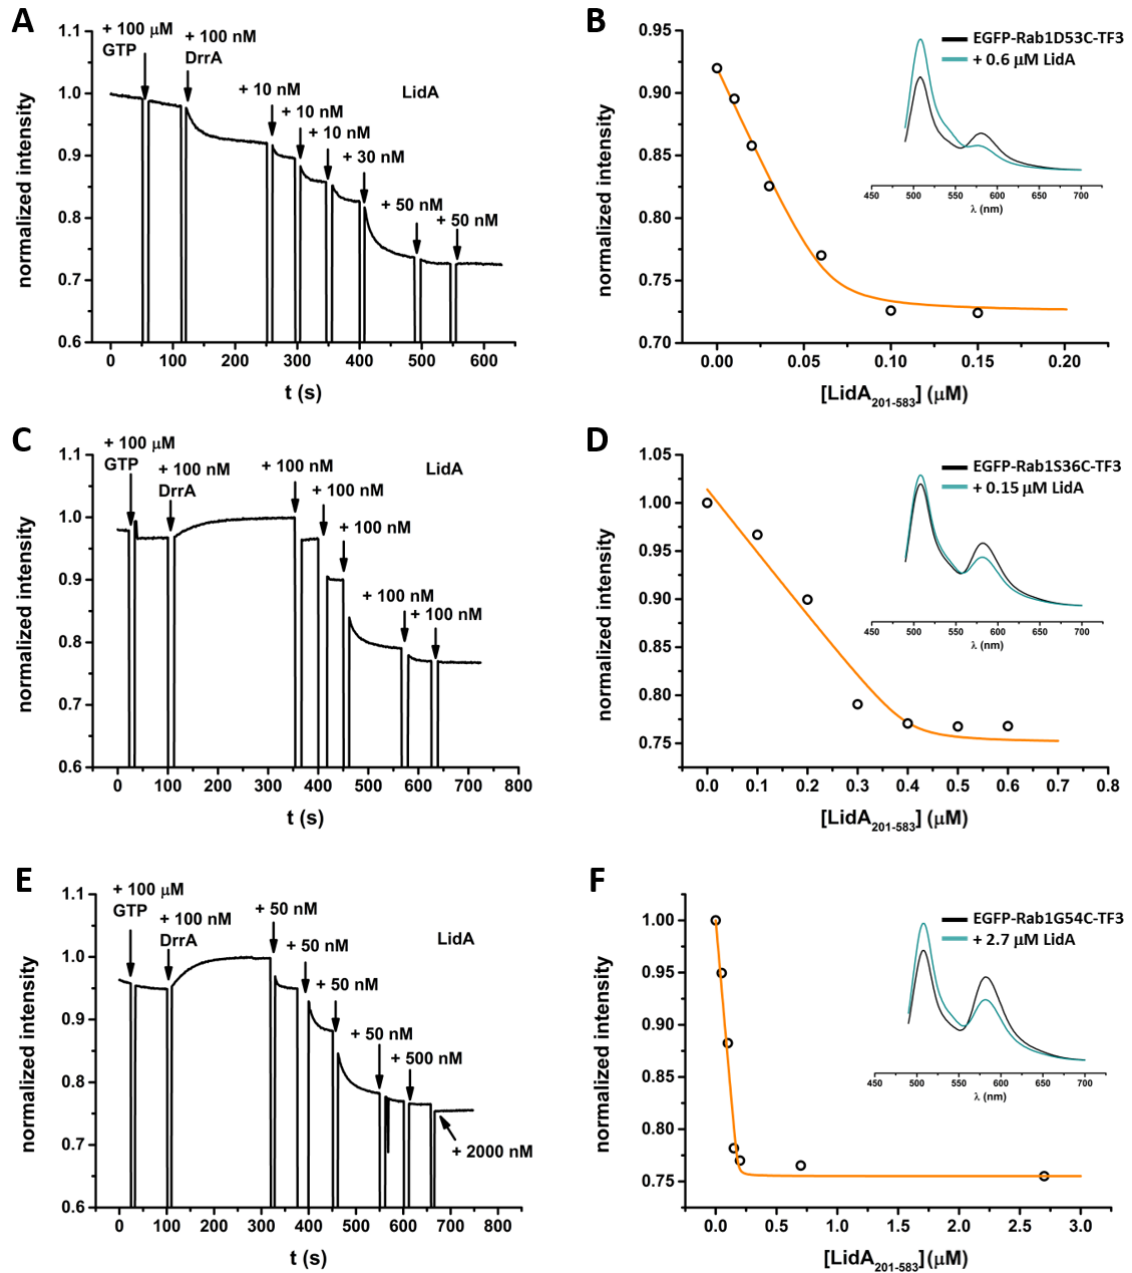 A
+ 100 μM
GTP
+ 100 nM
DrrA
+ 10 nM
+ 10 nM
+ 10 nM
+ 30 nM
+ 50 nM
+ 50 nM
LidA
normalized intensity
1.1
1.0
0.9
0.8
0.7
0.6
0 100 200 300 400 500 600
t (s)
B
EGFP-Rab1D53C-TF3
+ 0.6 μM LidA
450 500 550 600 650 700
λ (nm)
normalized intensity
0.95
0.90
0.85
0.80
0.75
0.70
0.00 0.05 0.10 0.15 0.20
[LidA201-583] (μM)
C
+ 100 μM
GTP
+ 100 nM
DrrA
+ 100 nM
+ 100 nM
+ 100 nM
+ 100 nM
+ 100 nM
LidA
normalized intensity
1.1
1.0
0.9
0.8
0.7
0.6
0 100 200 300 400 500 600 700 800
t (s)
D
EGFP-Rab1S36C-TF3
+ 0.15 μM LidA
450 500 550 600 650 700
λ (nm)
normalized intensity
1.05
1.00
0.95
0.90
0.85
0.80
0.75
0.0 0.1 0.2 0.3 0.4 0.5 0.6 0.7 0.8
[LidA201-583] (μM)
E
+ 100 μM
GTP
+ 100 nM
DrrA
+ 50 nM
+ 50 nM
+ 50 nM
+ 50 nM
+ 500 nM
+ 2000 nM
LidA
normalized intensity
1.1
1.0
0.9
0.8
0.7
0.6
0 100 200 300 400 500 600 700 800
t (s)
F
EGFP-Rab1G54C-TF3
+ 2.7 μM LidA
450 500 550 600 650 700
λ (nm)
normalized intensity
1.00
0.95
0.90
0.85
0.80
0.75
0.0 0.5 1.0 1.5 2.0 2.5 3.0
[LidA201-583] (μM)